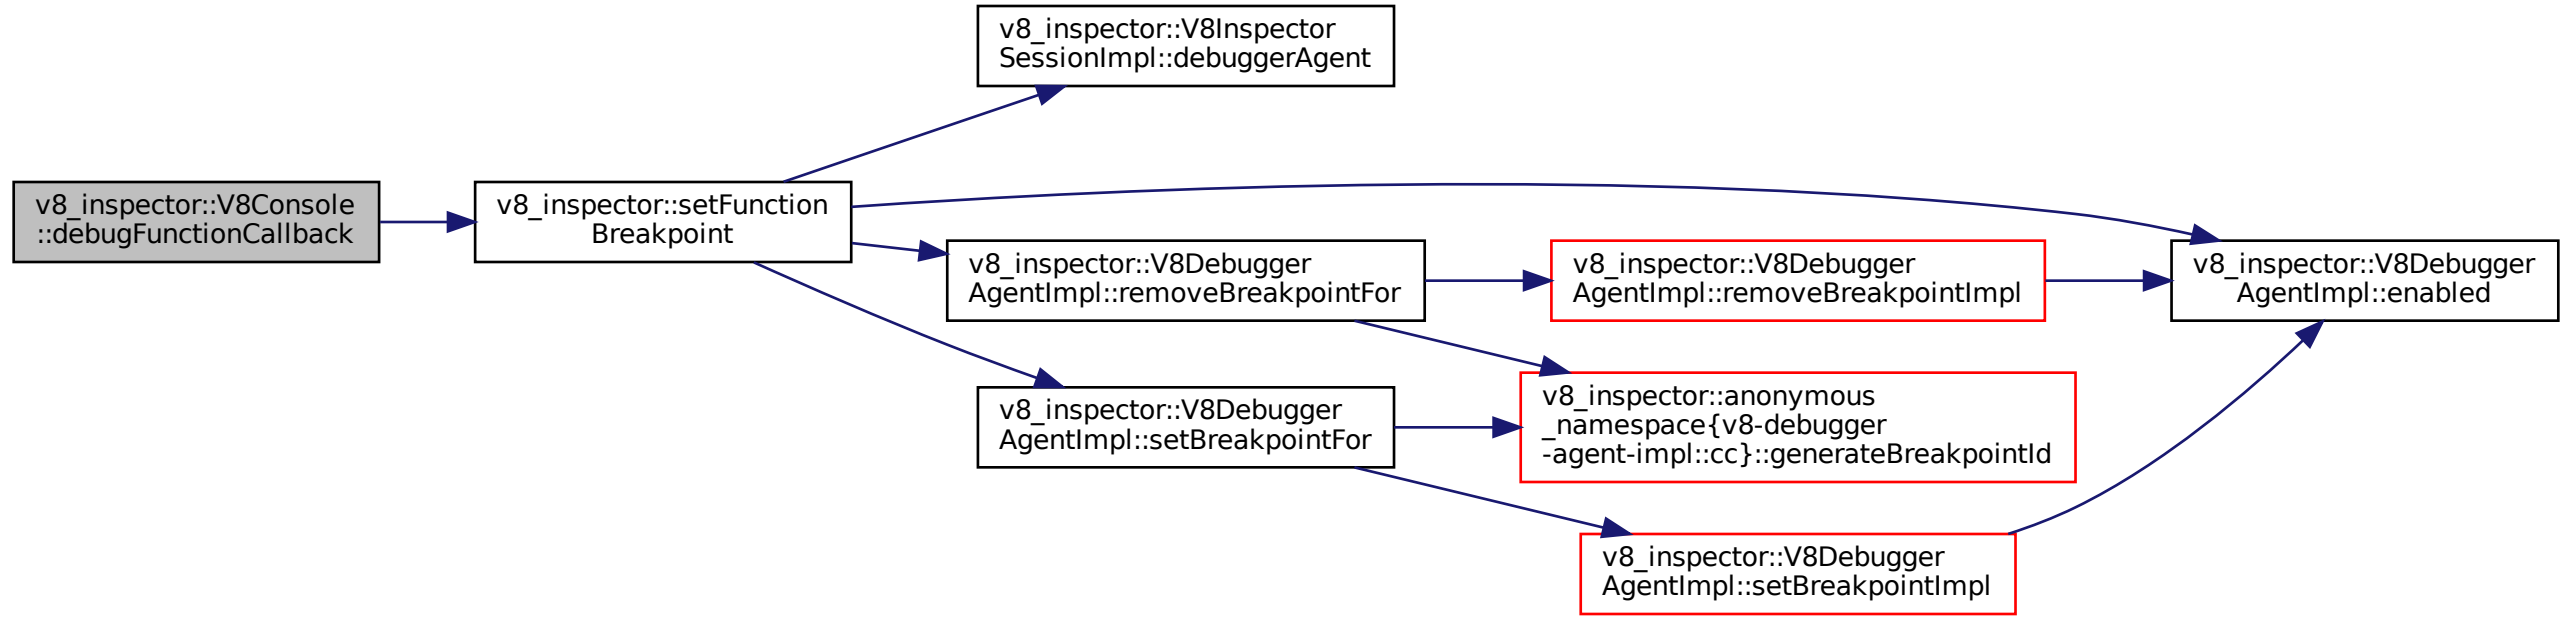 v8_inspector::V8Console
::debugFunctionCallback
v8_inspector::setFunction
Breakpoint
v8_inspector::V8Inspector
SessionImpl::debuggerAgent
v8_inspector::V8Debugger
AgentImpl::removeBreakpointFor
v8_inspector::V8Debugger
AgentImpl::setBreakpointFor
v8_inspector::V8Debugger
AgentImpl::removeBreakpointImpl
v8_inspector::anonymous
_namespace{v8-debugger
-agent-impl::cc}::generateBreakpointId
v8_inspector::V8Debugger
AgentImpl::setBreakpointImpl
v8_inspector::V8Debugger
AgentImpl::enabled